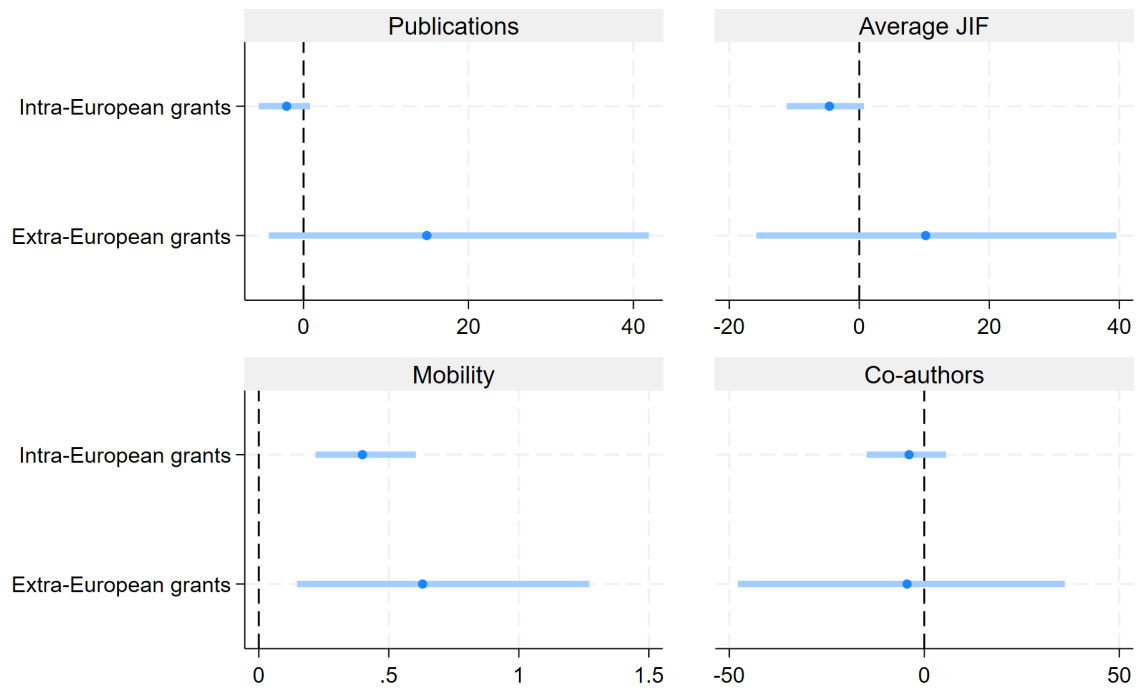 Publications
Average JIF
Intra-European grants
Extra-European grants
0 20 40
-20 0 20 40
Mobility
Co-authors
Intra-European grants
Extra-European grants
0 .5 1 1.5
-50 0 50